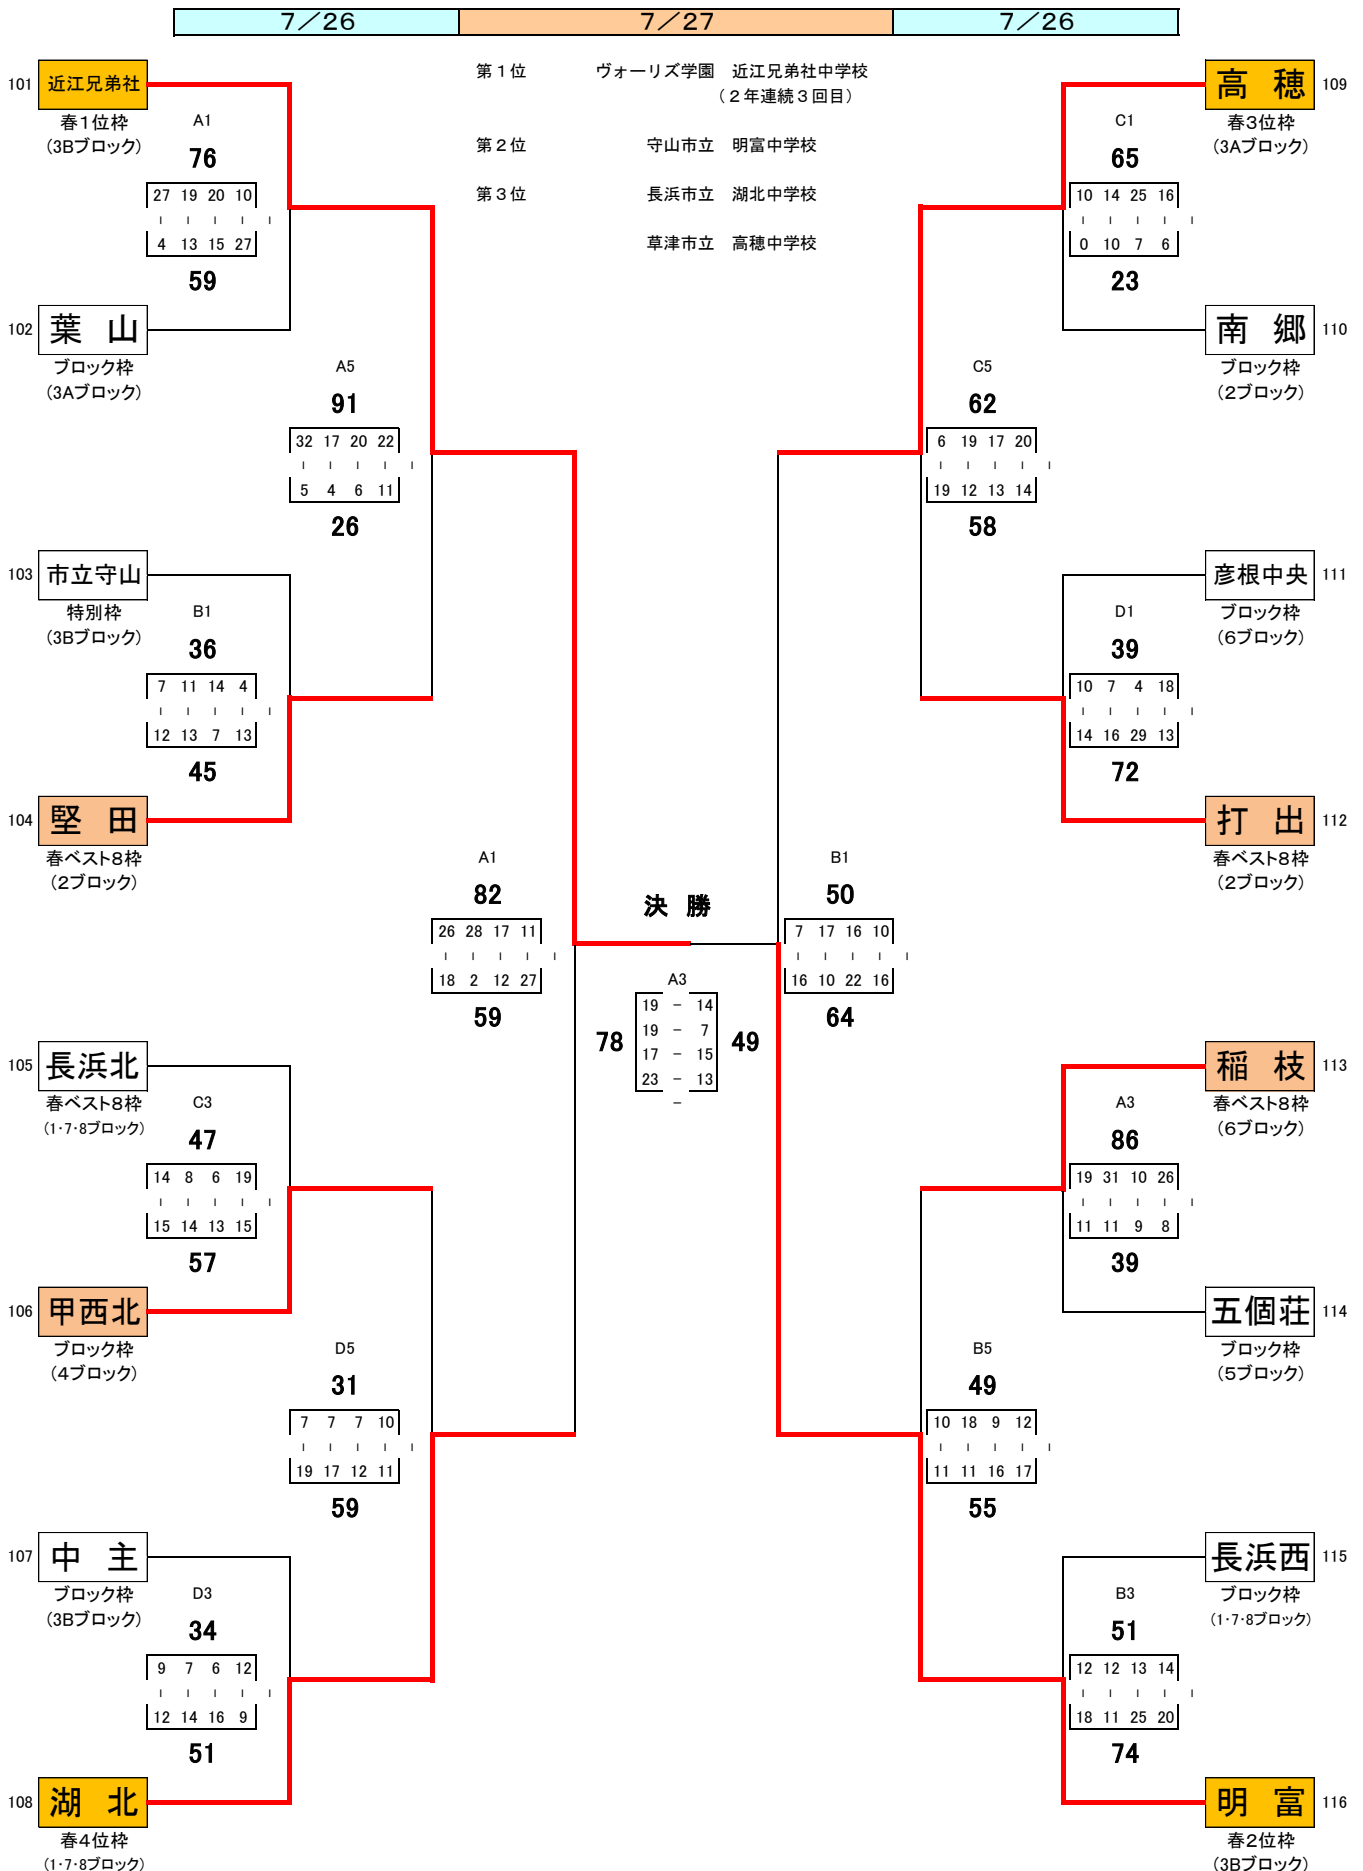 7／26 7／27 7／26
第１位 ヴォーリズ学園 近江兄弟社中学校
（２年連続３回目）
第２位 守山市立 明富中学校
第３位 長浜市立 湖北中学校
草津市立 高穂中学校
101 近江兄弟社
春1位枠
(3Bブロック)
A1
76
27 19 20 10
4 13 15 27
59
102 葉 山
ブロック枠
(3Aブロック)
A5
91
32 17 20 22
5 4 6 11
26
103 市立守山
特別枠
(3Bブロック)
B1
36
7 11 14 4
12 13 7 13
45
104 堅 田
春ベスト8枠
(2ブロック)
A1
82
26 28 17 11
18 2 12 27
59
105 長浜北
春ベスト8枠
(1・7・8ブロック)
C3
47
14 8 6 19
15 14 13 15
57
106 甲西北
ブロック枠
(4ブロック)
D5
31
7 7 7 10
19 17 12 11
59
107 中 主
ブロック枠
(3Bブロック)
D3
34
9 7 6 12
12 14 16 9
51
108 湖 北
春4位枠
(1・7・8ブロック)
決 勝
A3
19 - 14
19 - 7
78 17 - 15 49
23 - 13
-
高 穂 109
春3位枠
(3Aブロック)
C1
65
10 14 25 16
0 10 7 6
23
南 郷 110
ブロック枠
(2ブロック)
C5
62
6 19 17 20
19 12 13 14
58
彦根中央 111
ブロック枠
(6ブロック)
D1
39
10 7 4 18
14 16 29 13
72
打 出 112
春ベスト8枠
(2ブロック)
B1
50
7 17 16 10
16 10 22 16
64
稲 枝 113
春ベスト8枠
(6ブロック)
A3
86
19 31 10 26
11 11 9 8
39
五個荘 114
ブロック枠
(5ブロック)
B5
49
10 18 9 12
11 11 16 17
55
長浜西 115
ブロック枠
(1・7・8ブロック)
B3
51
12 12 13 14
18 11 25 20
74
明 富 116
春2位枠
(3Bブロック)